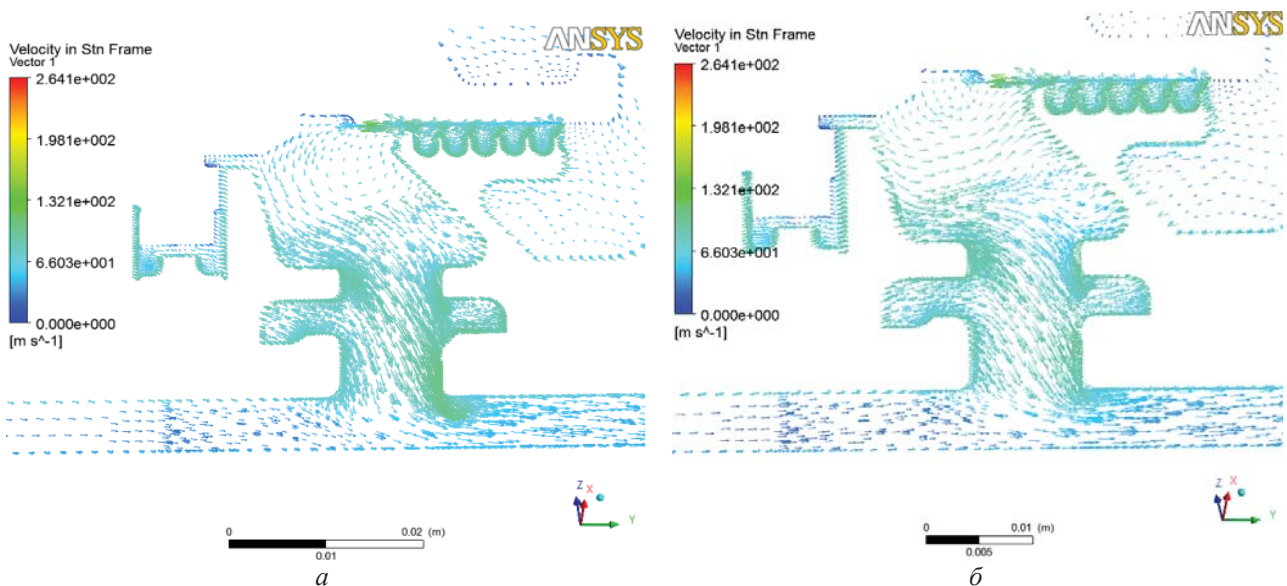 Velocity in Stn Frame
Vector 1
2.641e+002
1.981e+002
1.321e+002
6.603e+001
0.000e+000
[m s^-1]
ANSYS
Z
X
Y
0
0.02
(m)
0.01
а
Velocity in Stn Frame
Vector 1
2.641e+002
1.981e+002
1.321e+002
6.603e+001
0.000e+000
[m s^-1]
ANSYS
Z
X
Y
0
0.01
(m)
0.005
б